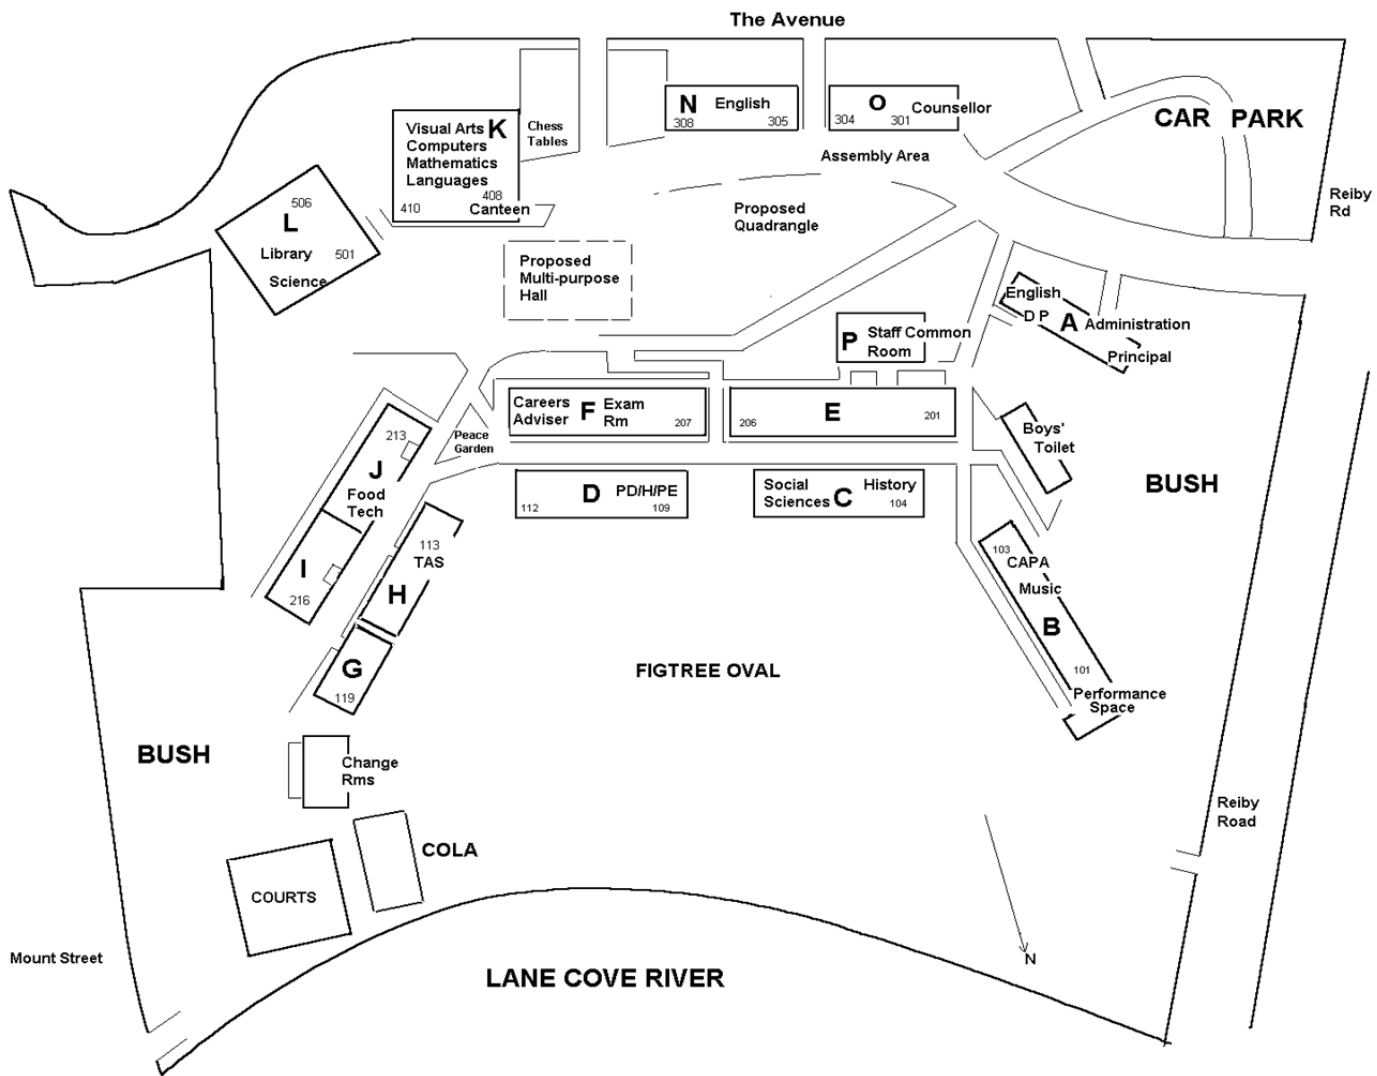 The Avenue
N English
308 305
O Counsellor
304 301
CAR PARK
Visual Arts K
Computers
Mathematics
Languages
408
410
Canteen
Chess
Tables
Assembly Area
Reiby
Rd
506
L
Library
501
Science
Proposed
Quadrangle
Proposed
Multi-purpose
Hall
English
D P A Administration
Principal
P Staff Common
Room
Careers
Adviser
F Exam
Rm
207
E
206 201
213
J
Food
Tech
Peace
Garden
Boys'
Toilet
D PD/H/PE
112 109
Social
Sciences C History
104
BUSH
113
TAS
H
I
216
103
CAPA
Music
B
101
Performance
Space
G
119
FIGTREE OVAL
BUSH
Change
Rms
Reiby
Road
COLA
COURTS
N
Mount Street
LANE COVE RIVER